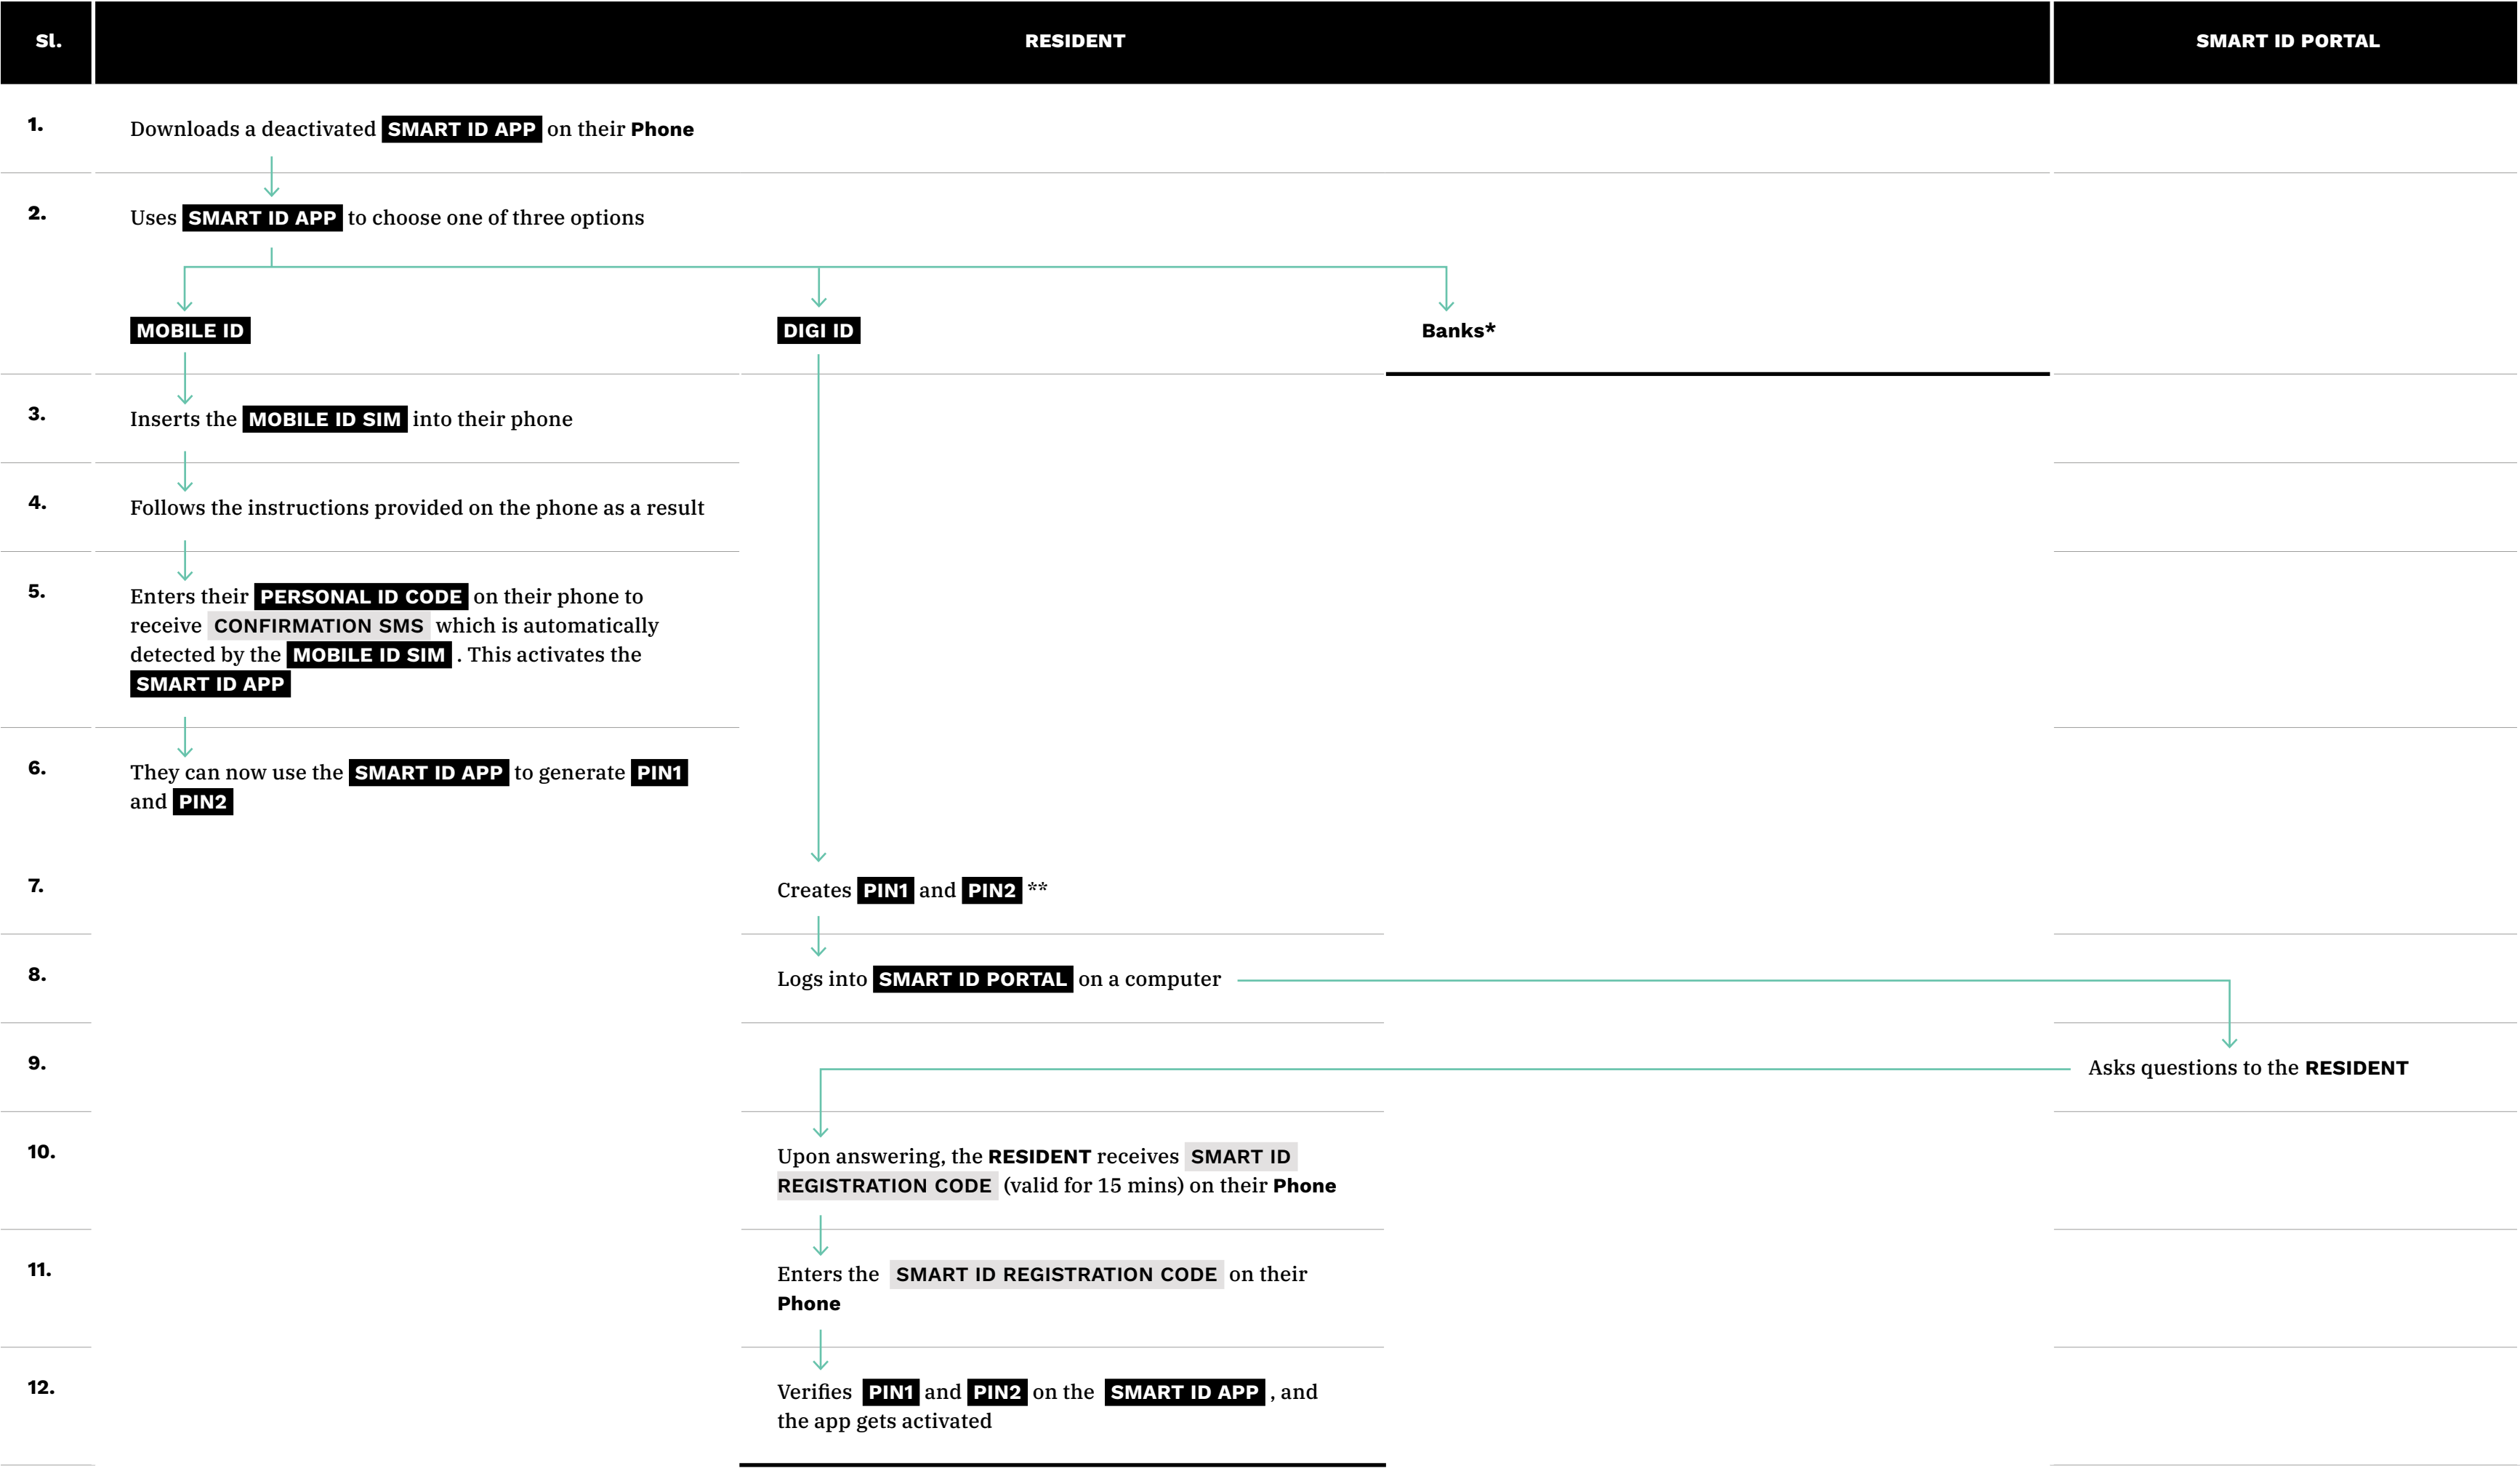 Sl.
RESIDENT
SMART ID PORTAL
1.
Downloads a deactivated SMART ID APP on their Phone
2.
Uses SMART ID APP to choose one of three options
MOBILE ID
DIGI ID
Banks*
3.
Inserts the MOBILE ID SIM into their phone
4.
Follows the instructions provided on the phone as a result
5.
Enters their PERSONAL ID CODE on their phone to
receive CONFIRMATION SMS which is automatically
detected by the MOBILE ID SIM . This activates the
SMART ID APP
6.
They can now use the SMART ID APP to generate PIN1
and PIN2
7.
Creates PIN1 and PIN2 **
8.
Logs into SMART ID PORTAL on a computer
9.
Asks questions to the RESIDENT
10.
Upon answering, the RESIDENT receives SMART ID
REGISTRATION CODE (valid for 15 mins) on their Phone
11.
Enters the SMART ID REGISTRATION CODE on their
Phone
12.
Verifies PIN1 and PIN2 on the SMART ID APP , and
the app gets activated